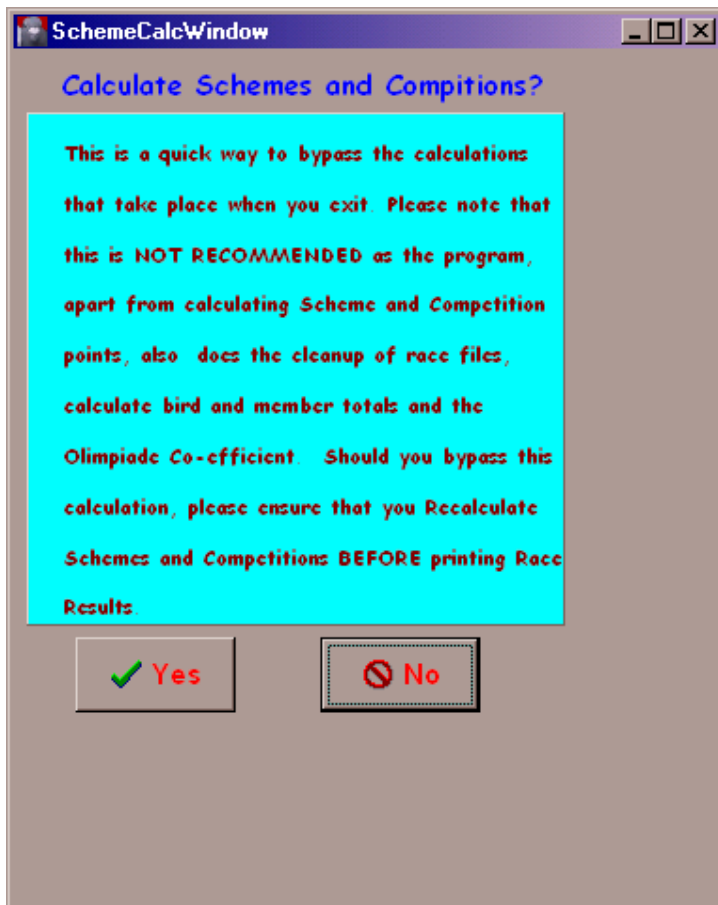 SchemeCalcWindow
Calculate Schemes and Compitions?
This is a quick way to bypass the calculations
that take place when you exit. Please note that
this is NOT RECOMMENDED as the program,
apart from calculating Scheme and Competition
points, also does the cleanup of race files,
calculate bird and member totals and the
Olimpiade Co-efficient. Should you bypass this
calculation, please ensure that you Recalculate
Schemes and Competitions BEFORE printing Race
Results.
Yes No